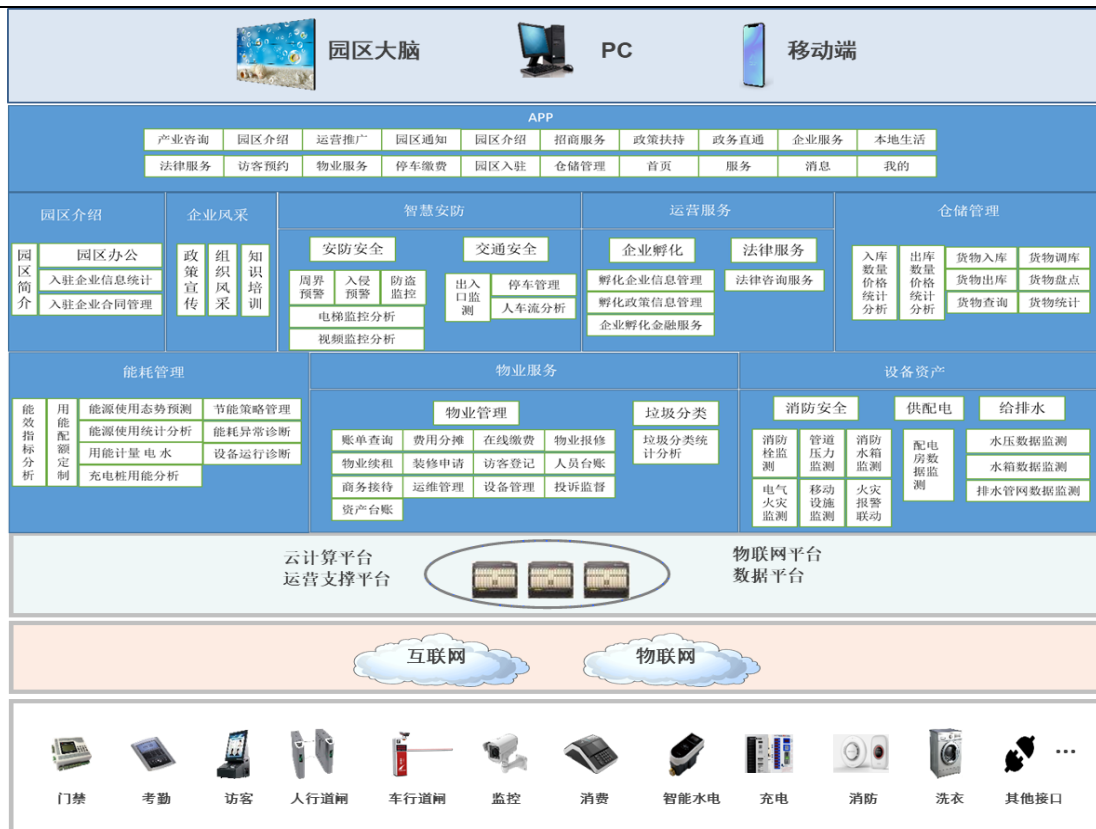 园区大脑 PC 移动端
APP
产业咨询 园区介绍 运营推广 园区通知 园区介绍 招商服务 政策扶持 政务直通 企业服务 本地生活
法律服务 访客预约 物业服务 停车缴费 园区入驻 仓储管理 首页 服务 消息 我的
园区介绍
园区简介
园区办公
入驻企业信息统计
入驻企业合同管理
企业风采
政策宣传
组织风采
知识培训
智慧安防
安防安全
周界预警
入侵预警
防盗监控
电梯监控分析
视频监控分析
交通安全
出入口监测
停车管理
人车流分析
运营服务
企业孵化
孵化企业信息管理
孵化政策信息管理
企业孵化金融服务
法律服务
法律咨询服务
仓储管理
入库数量价格统计分析
出库数量价格统计分析
货物入库 货物调库
货物出库 货物盘点
货物查询 货物统计
能耗管理
能效指标分析
用能配额定制
能源使用态势预测 节能策略管理
能源使用统计分析 能耗异常诊断
用能计量 电 水 设备运行诊断
充电桩用能分析
物业服务
物业管理
账单查询 费用分摊 在线缴费 物业报修
物业续租 装修申请 访客登记 人员台账
商务接待 运维管理 设备管理 投诉监督
资产台账
垃圾分类
垃圾分类统计分析
设备资产
消防安全
消防栓监测
管道压力监测
消防水箱监测
电气火灾监测
移动设施监测
火灾报警联动
供配电
配电房数据监测
给排水
水压数据监测
水箱数据监测
排水管网数据监测
云计算平台
运营支撑平台
物联网平台
数据平台
互联网 物联网
门禁 考勤 访客 人行道闸 车行道闸 监控 消费 智能水电 充电 消防 洗衣 其他接口 …